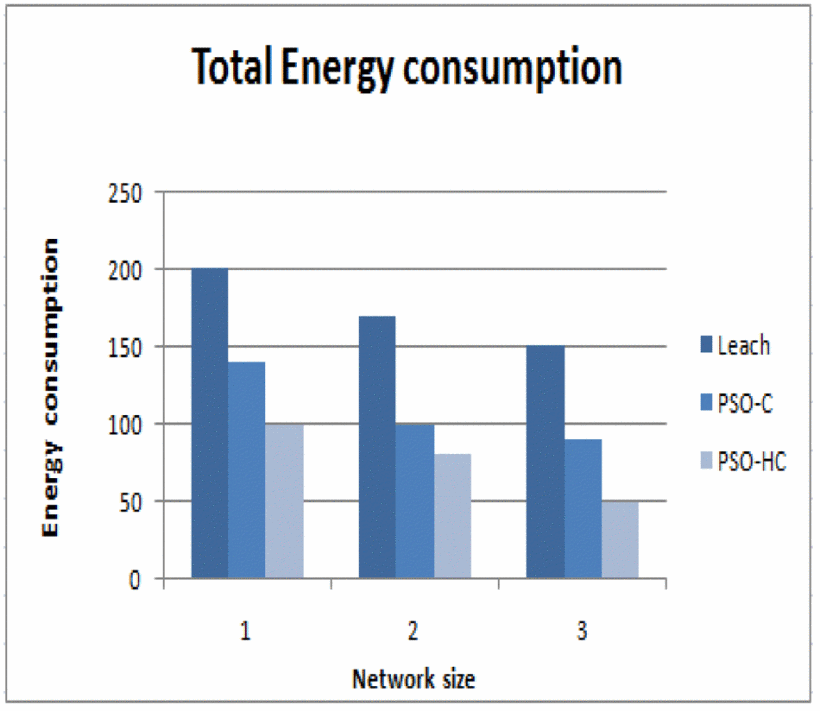 Total Energy consumption
250
200
150
100
50
0
Energy consumption
1
2
3
Network size
Leach
PSO-C
PSO-HC